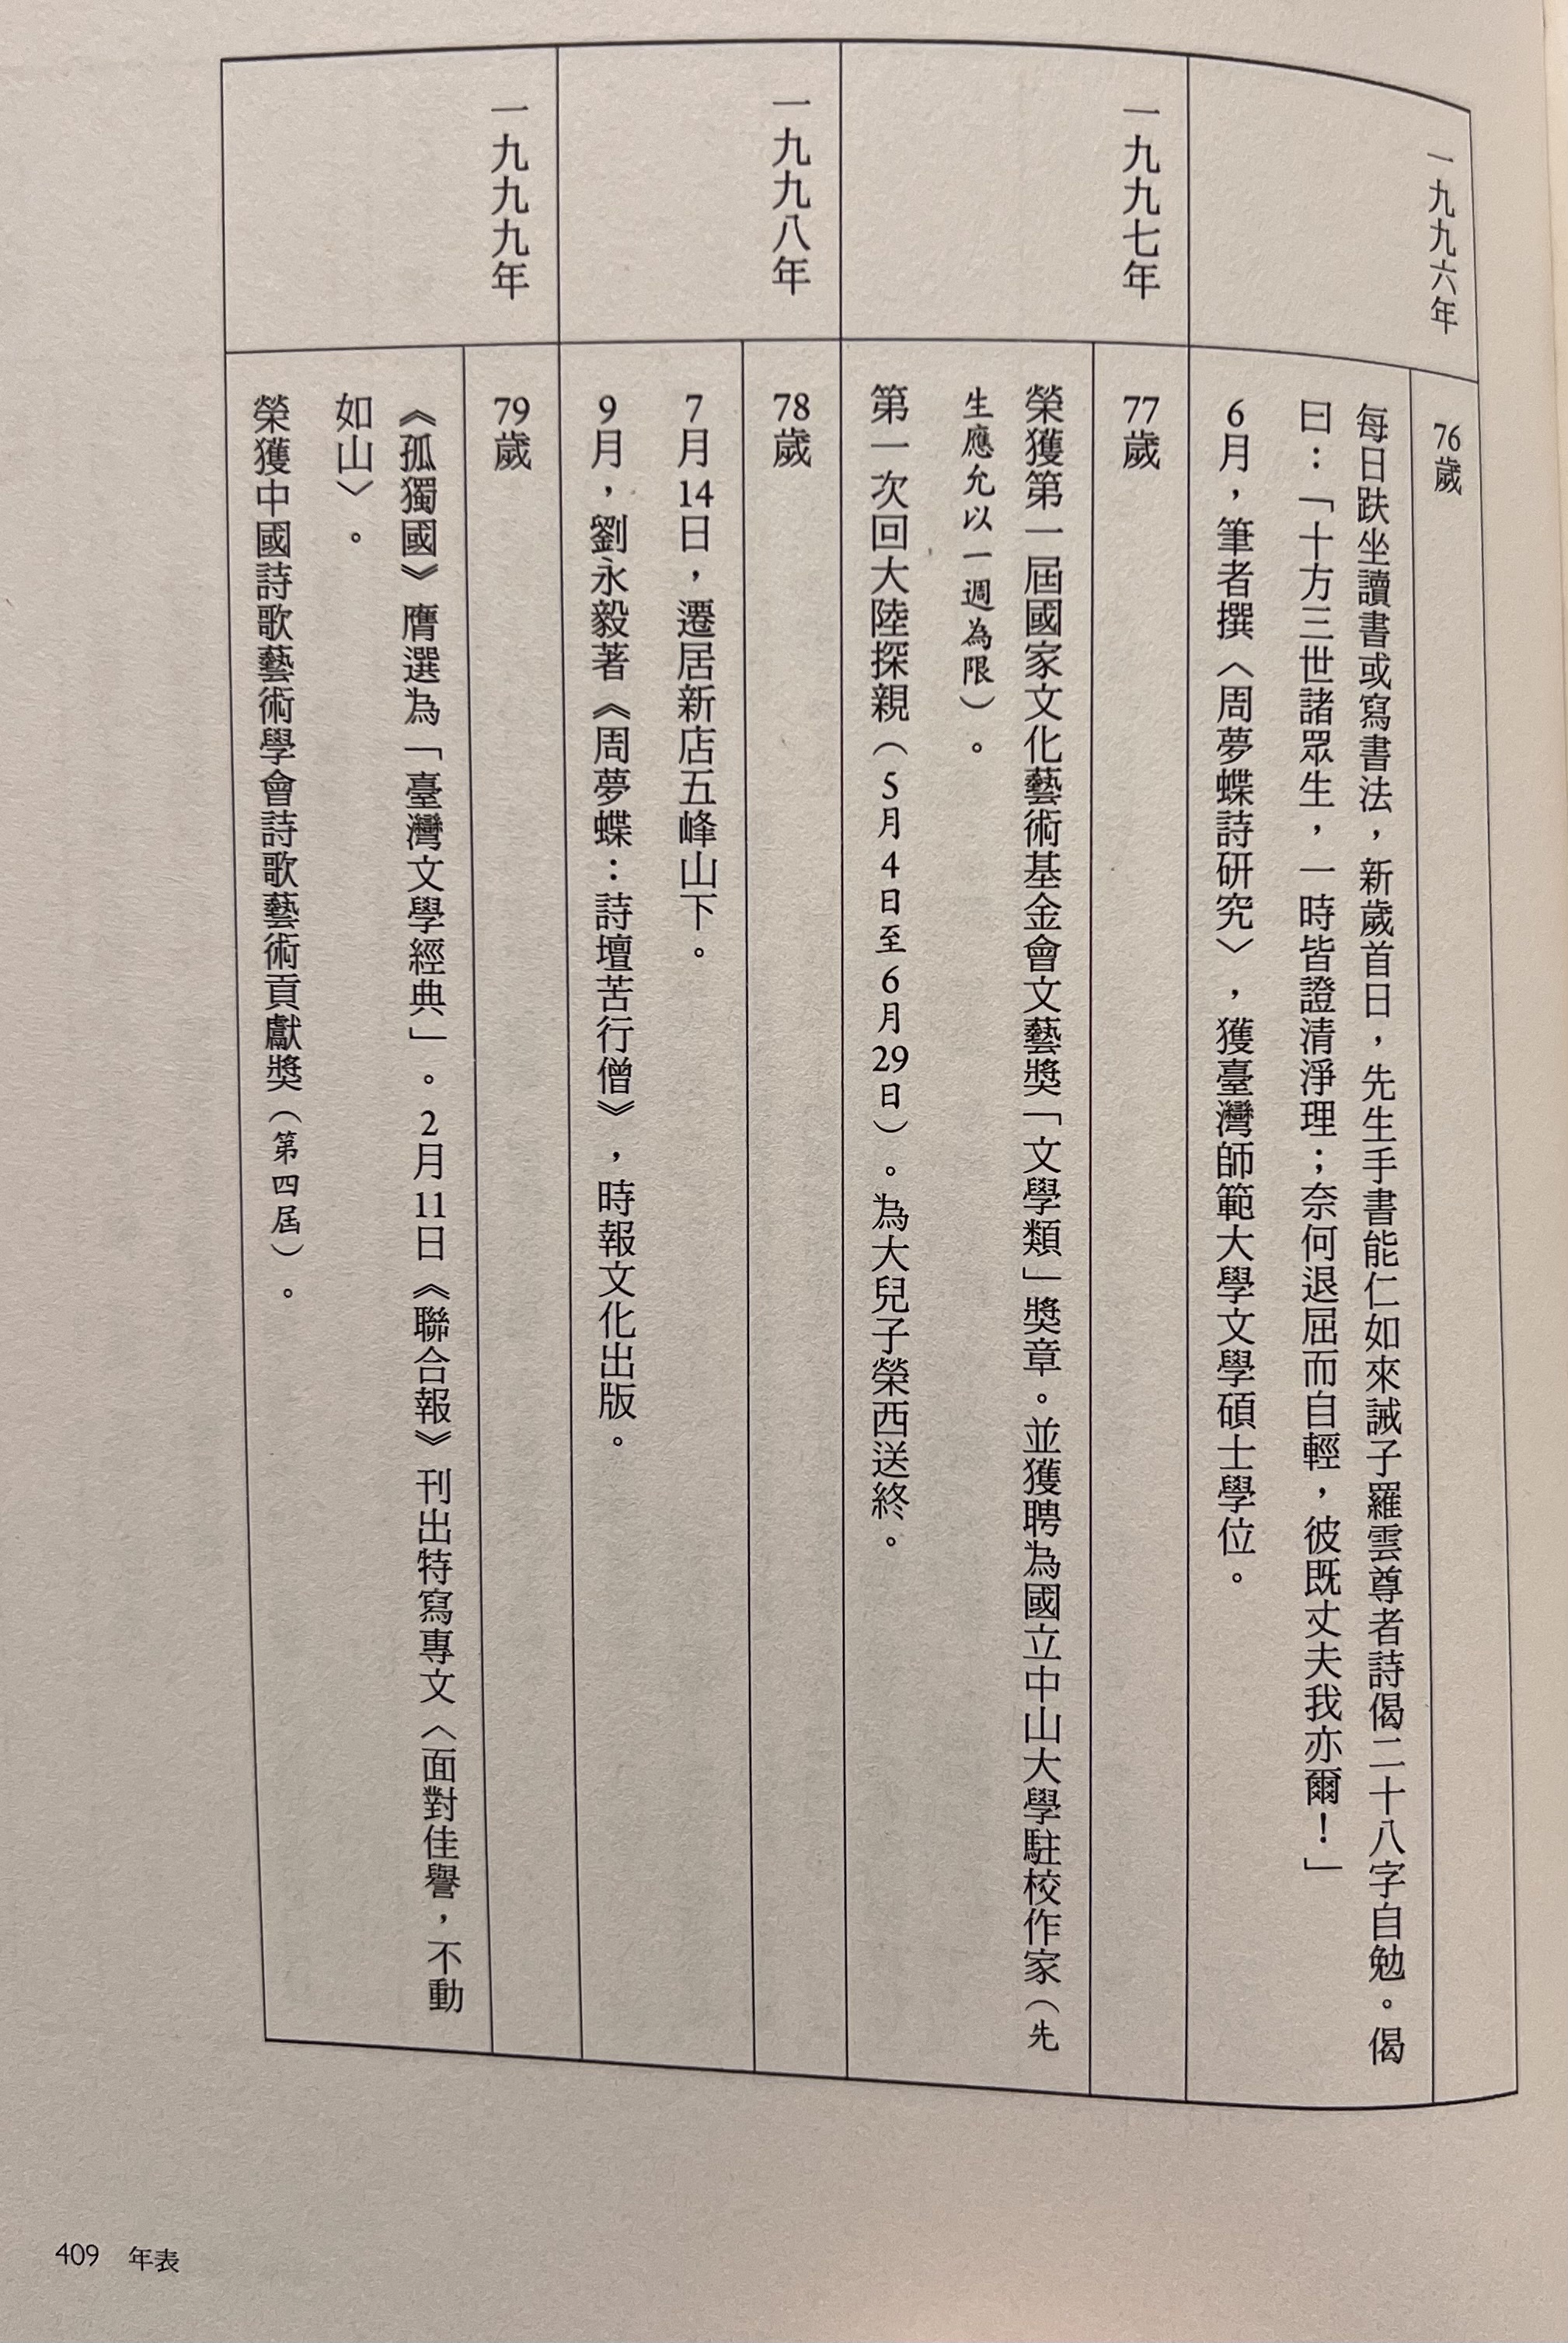 一九九六年
76歲
每日趺坐讀書或寫書法，新歲首日，先生手書能仁如來誡子羅雲尊者詩偈二十八字自勉。偈
曰：「十方三世諸眾生，一時皆證清淨理；奈何退屈而自輕，彼既丈夫我亦爾！」
6月，筆者撰〈周夢蝶詩研究〉，獲臺灣師範大學文學碩士學位。
一九九七年
77歲
榮獲第一屆國家文化藝術基金會文藝獎「文學類」獎章。並獲聘為國立中山大學駐校作家（先
生應允以一週為限）。
第一次回大陸探親（5月4日至6月29日）。為大兒子榮西送終。
一九九八年
78歲
7月14日，遷居新店五峰山下。
9月，劉永毅著《周夢蝶：詩壇苦行僧》，時報文化出版。
一九九九年
79歲
《孤獨國》膺選為「臺灣文學經典」。2月11日《聯合報》刊出特寫專文〈面對佳譽，不動
如山〉。
榮獲中國詩歌藝術學會詩歌藝術貢獻獎（第四屆）。
409 年表